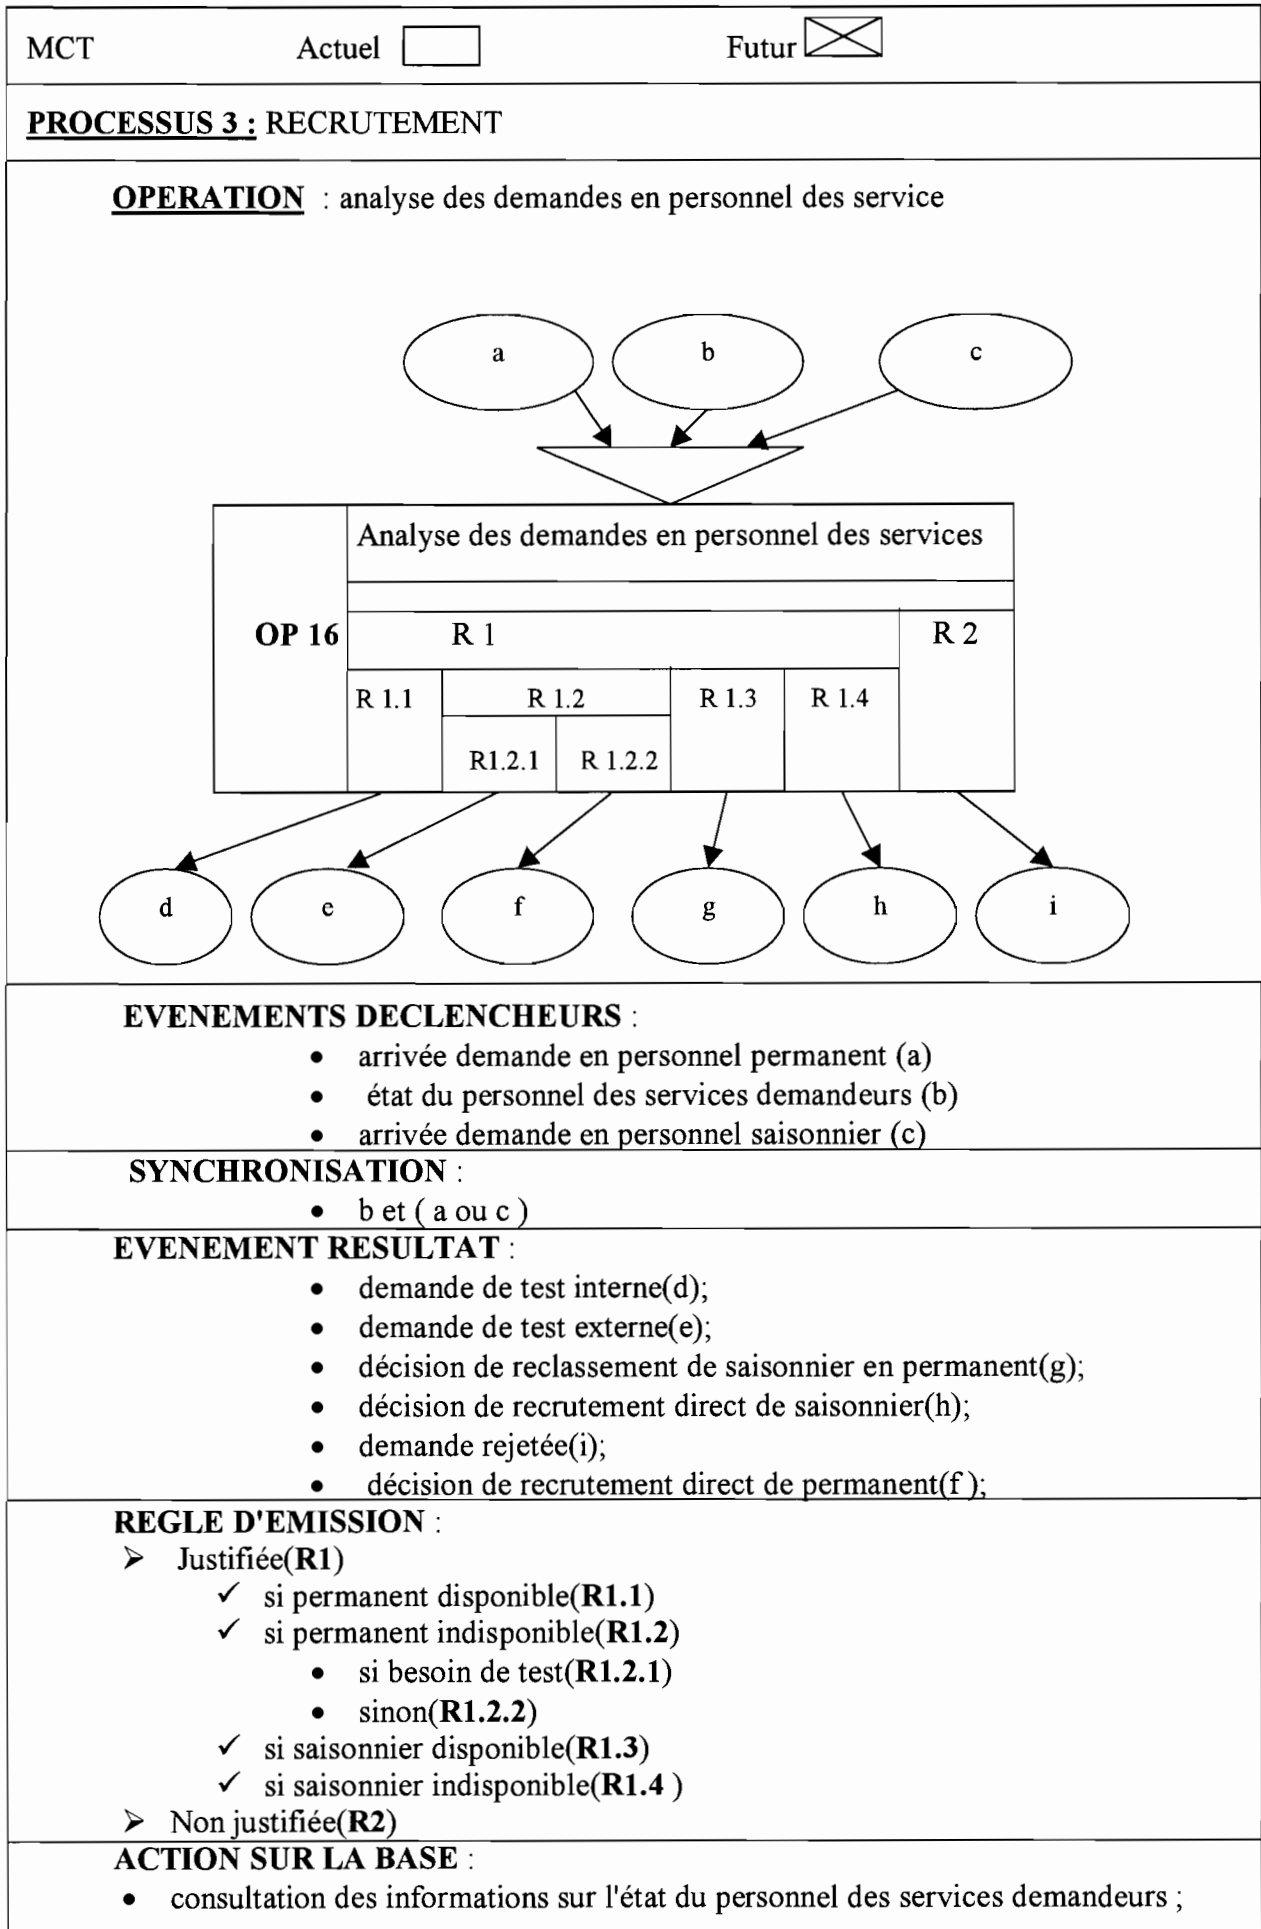 MCT Actuel Futur
PROCESSUS 3 : RECRUTEMENT
OPERATION : analyse des demandes en personnel des service
a b c
Analyse des demandes en personnel des services
OP 16 R 1 R 2
R 1.1 R 1.2 R 1.3 R 1.4
R1.2.1 R 1.2.2
d e f g h i
EVENEMENTS DECLENCHEURS :
• arrivée demande en personnel permanent (a)
• état du personnel des services demandeurs (b)
• arrivée demande en personnel saisonnier (c)
SYNCHRONISATION :
• b et ( a ou c )
EVENEMENT RESULTAT :
• demande de test interne(d);
• demande de test externe(e);
• décision de reclassement de saisonnier en permanent(g);
• décision de recrutement direct de saisonnier(h);
• demande rejetée(i);
• décision de recrutement direct de permanent(f );
REGLE D'EMISSION :
➢ Justifiée(R1)
✓ si permanent disponible(R1.1)
✓ si permanent indisponible(R1.2)
• si besoin de test(R1.2.1)
• sinon(R1.2.2)
✓ si saisonnier disponible(R1.3)
✓ si saisonnier indisponible(R1.4 )
➢ Non justifiée(R2)
ACTION SUR LA BASE :
• consultation des informations sur l'état du personnel des services demandeurs ;